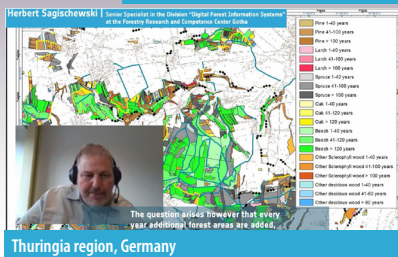 Herbert Sagischewski | Senior Specialist in the Division "Digital Forest Information Systems"
at the Forestry Research and Competence Center Gotha
Pine 1-40 years
Pine 41-100 years
Pine > 100 years
Larch 1-40 years
Larch 41-100 years
Larch > 100 years
Spruce 1-40 years
Spruce 41-100 years
Spruce > 100 years
Oak 1-40 years
Oak 41-120 years
Oak > 120 years
Beech 1-40 years
Beech 41-120 years
Beech > 120 years
Other Scierophyll wood 1-40 years
Other Scierophyll wood 41-100 years
Other Scierophyll wood > 100 years
Other decidous wood 1-40 years
Other decidous wood 41-60 years
Other decidous wood > 60 years
The question arises however that every
year additional forest areas are added,
Thuringia region, Germany